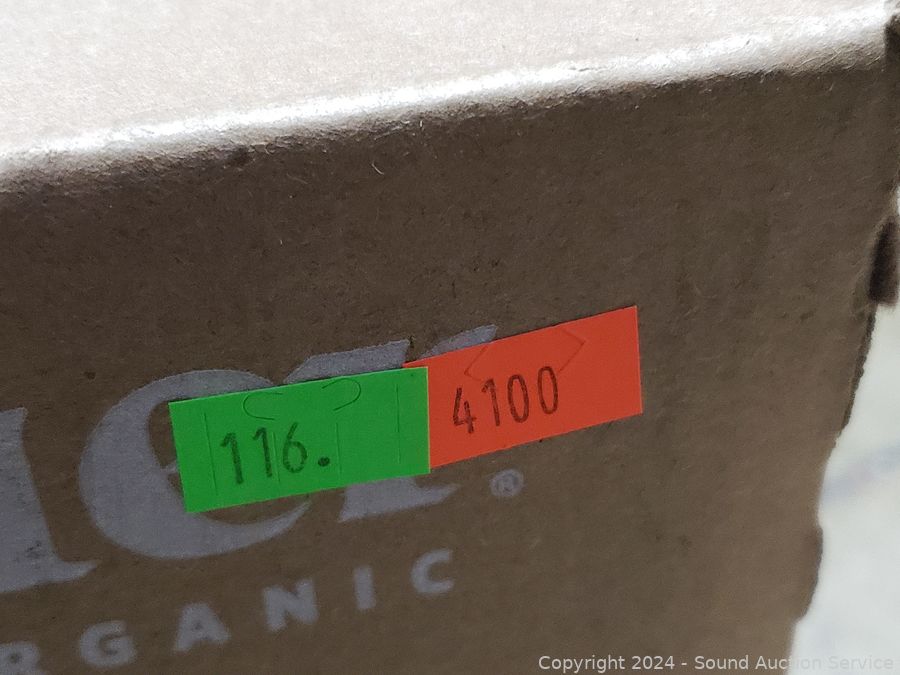 116.
4100
®
ORGANIC
Copyright 2024 - Sound Auction Service